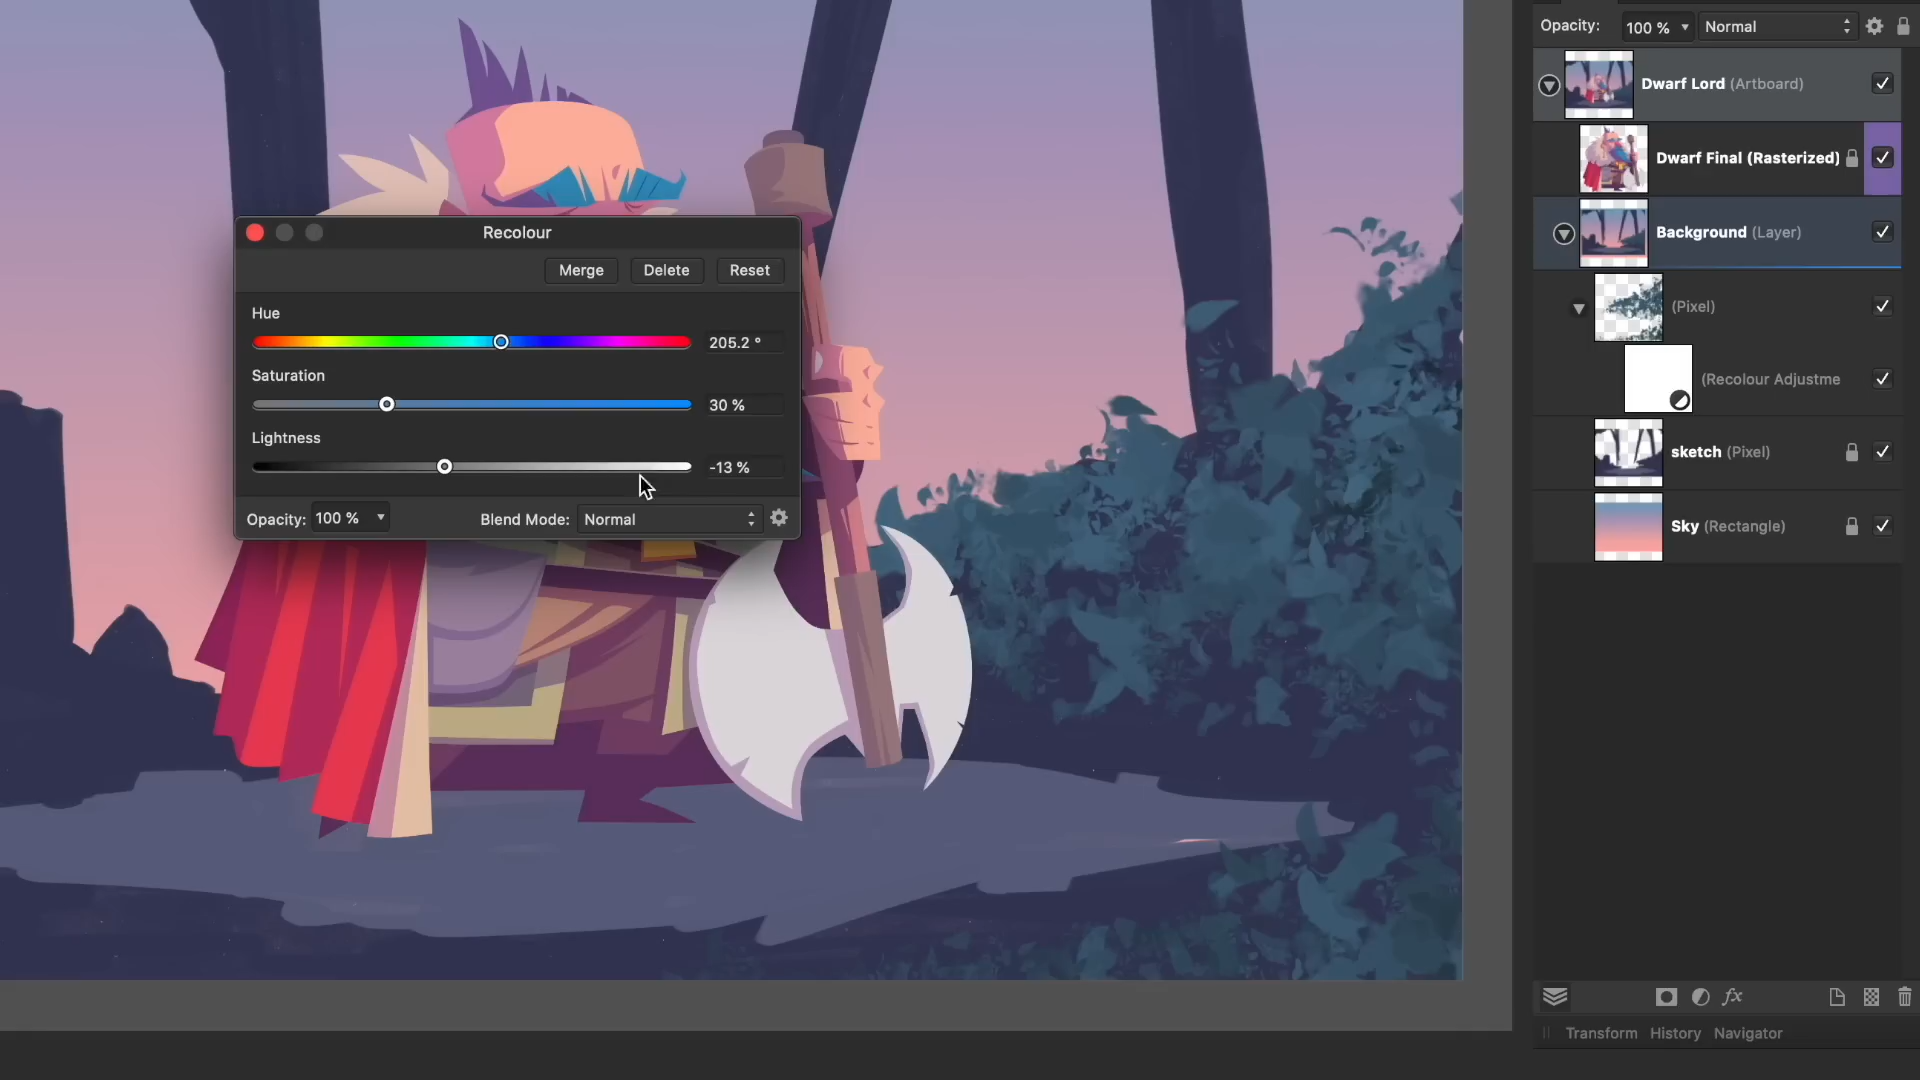 Opacity: 100 % Normal
Dwarf Lord (Artboard)
Dwarf Final (Rasterized)
Background (Layer)
(Pixel)
(Recolour Adjustme
sketch (Pixel)
Sky (Rectangle)
Recolour
Merge Delete Reset
Hue
205.2 °
Saturation
30 %
Lightness
-13 %
Opacity: 100 % Blend Mode: Normal
fx
Transform History Navigator